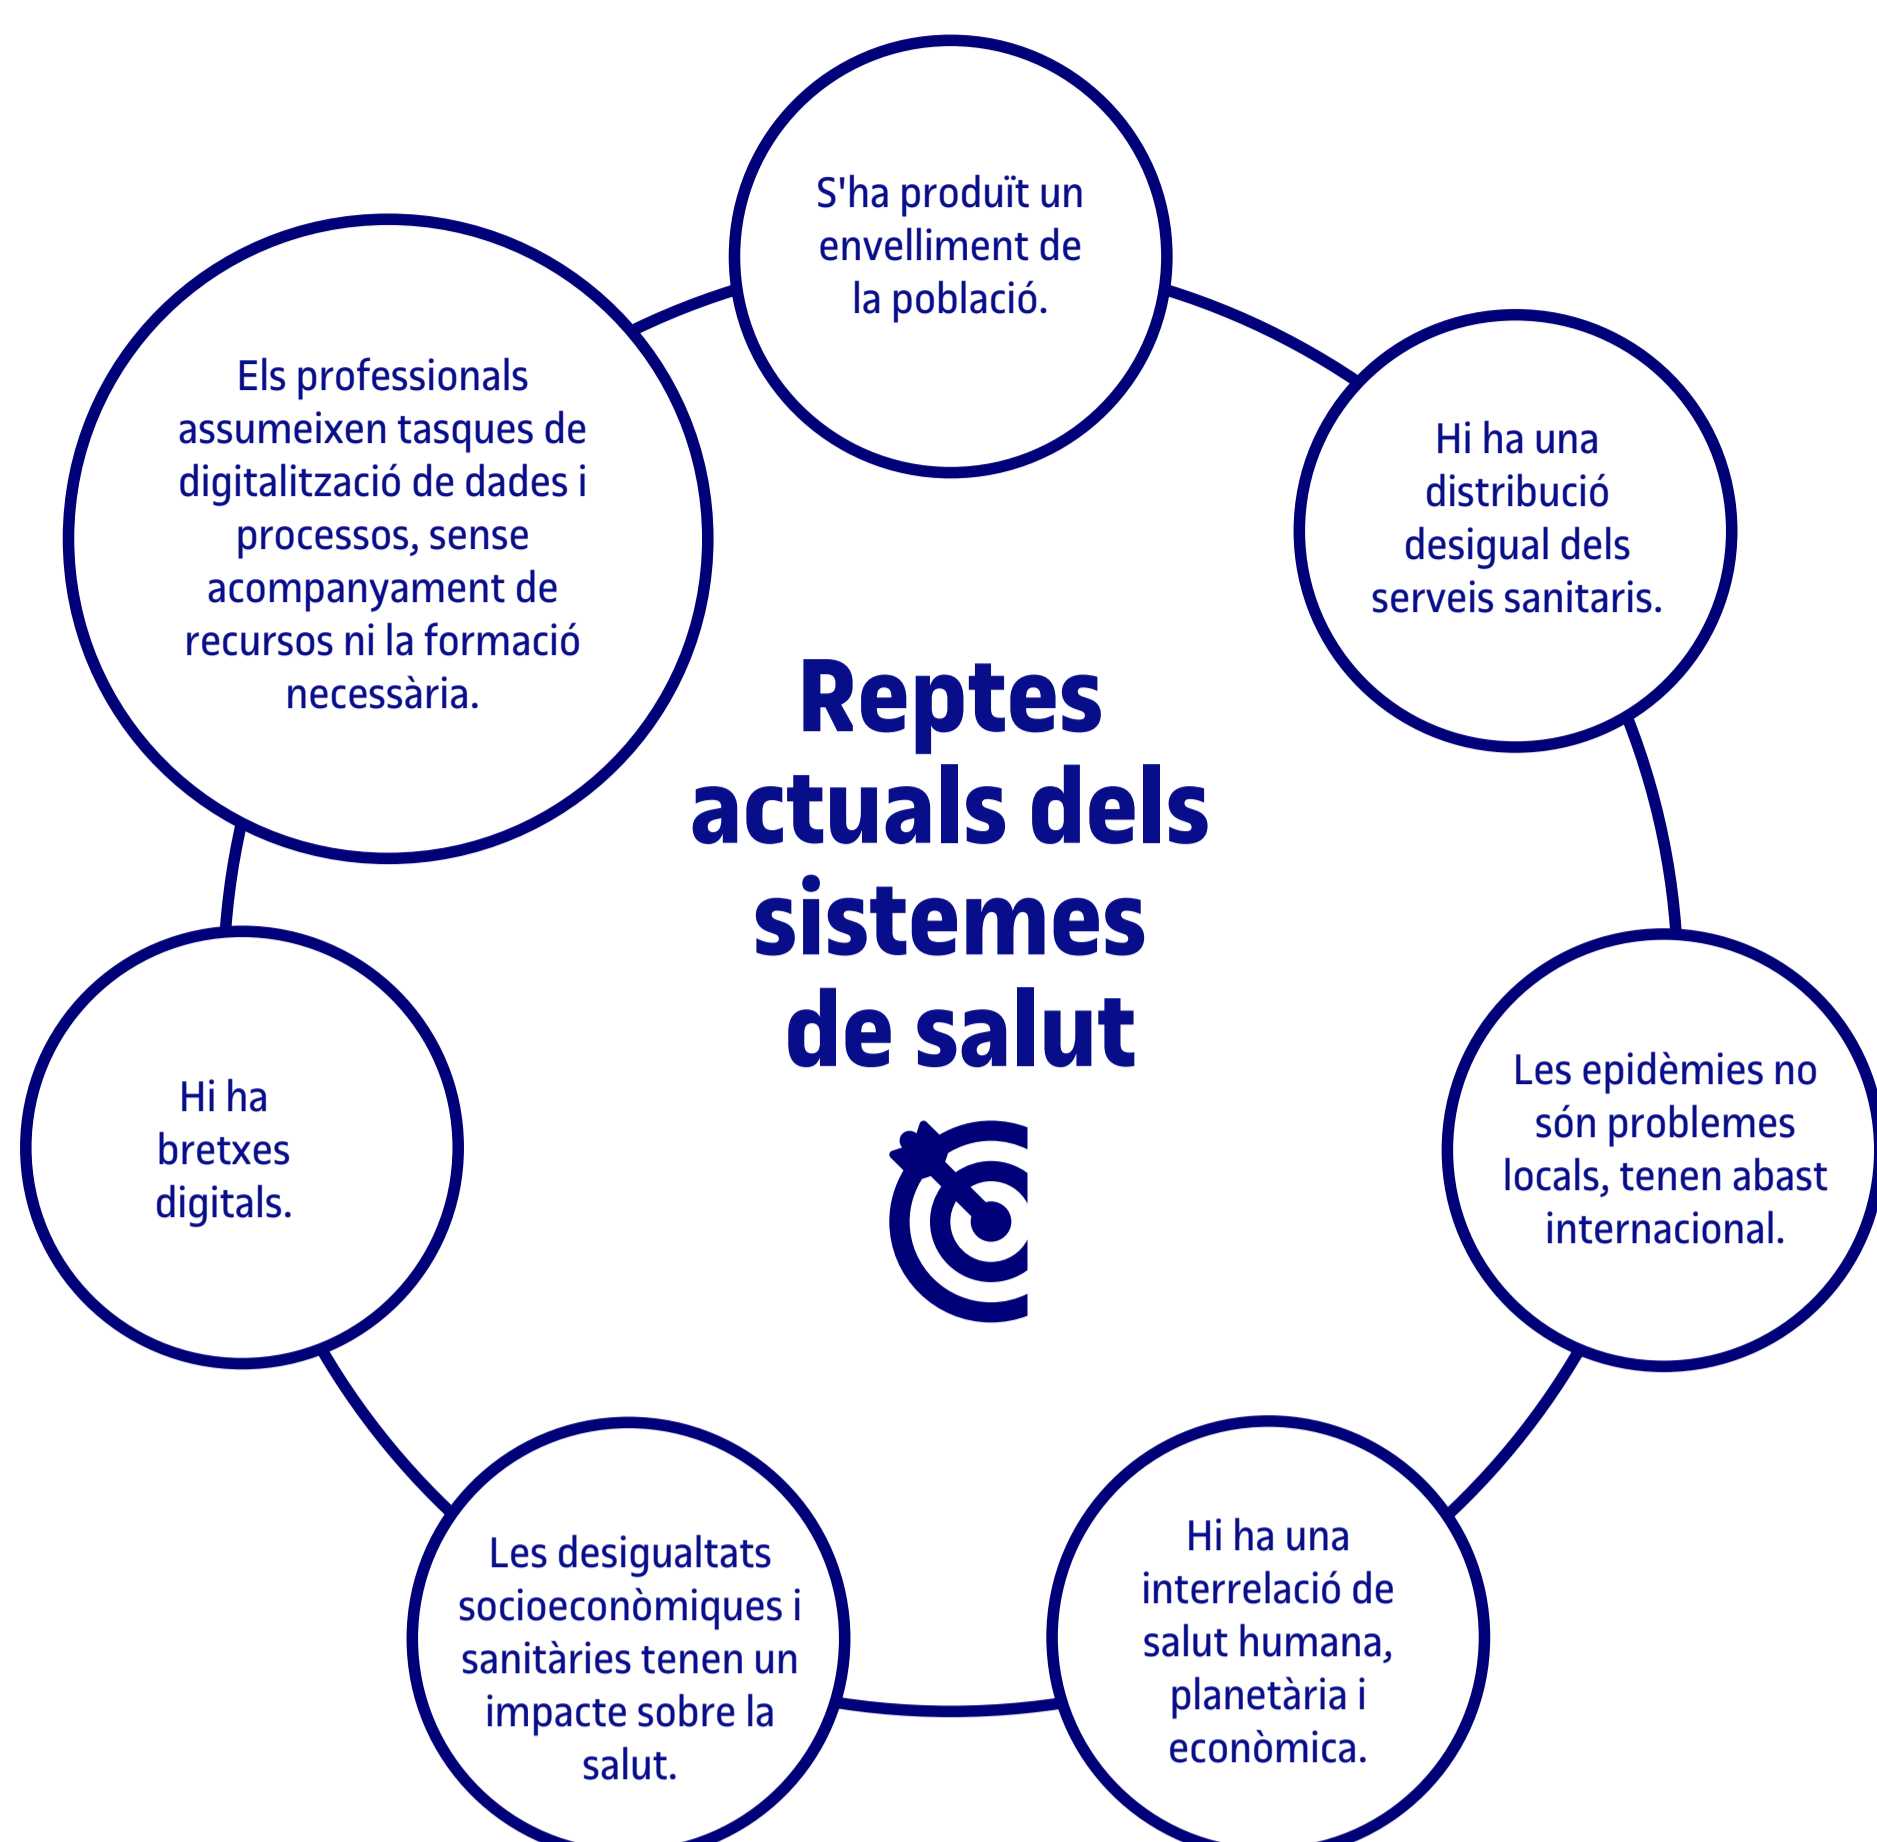 S'ha produït un
envelliment de
la població.
Hi ha una
distribució
desigual dels
serveis sanitaris.
Les epidèmies no
són problemes
locals, tenen abast
internacional.
Hi ha una
interrelació de
salut humana,
planetària i
econòmica.
Les desigualtats
socioeconòmiques i
sanitàries tenen un
impacte sobre la
salut.
Hi ha
bretxes
digitals.
Els professionals
assumeixen tasques de
digitalització de dades i
processos, sense
acompanyament de
recursos ni la formació
necessària.
Reptes
actuals dels
sistemes
de salut